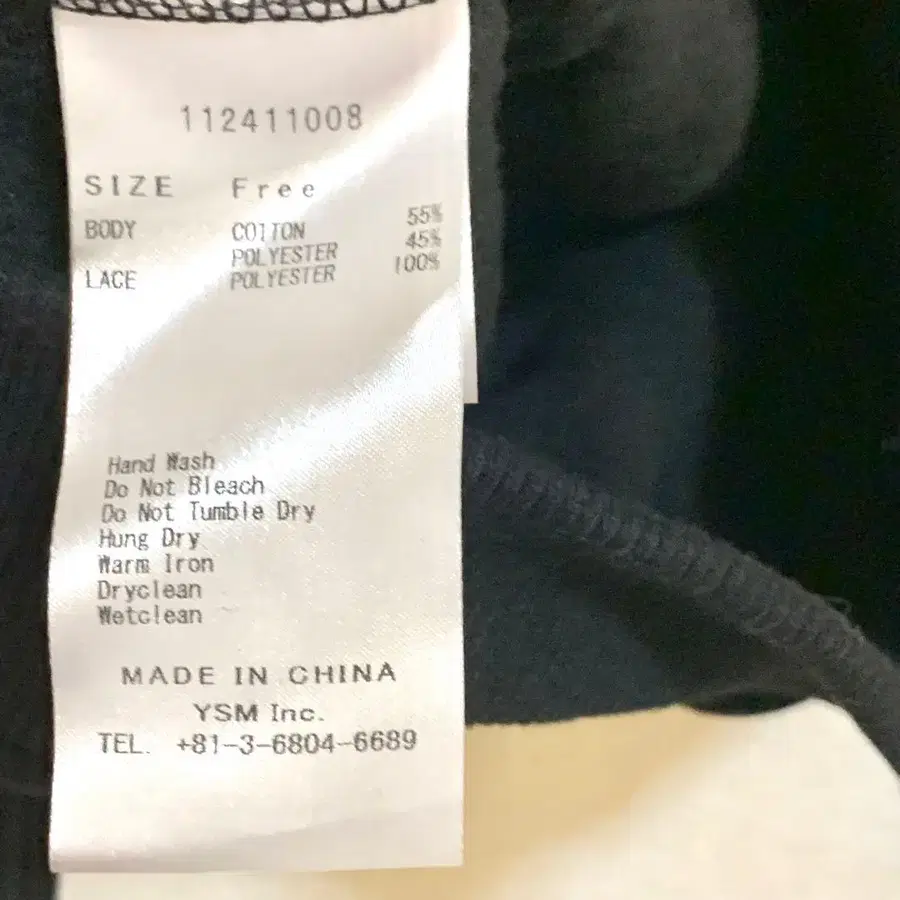 112411008
SIZE Free
BODY COTTON 55%
POLYESTER 45%
LACE POLYESTER 100%
Hand Wash
Do Not Bleach
Do Not Tumble Dry
Hung Dry
Warm Iron
Dryclean
Wetclean
MADE IN CHINA
YSM Inc.
TEL. +81-3-6804-6689